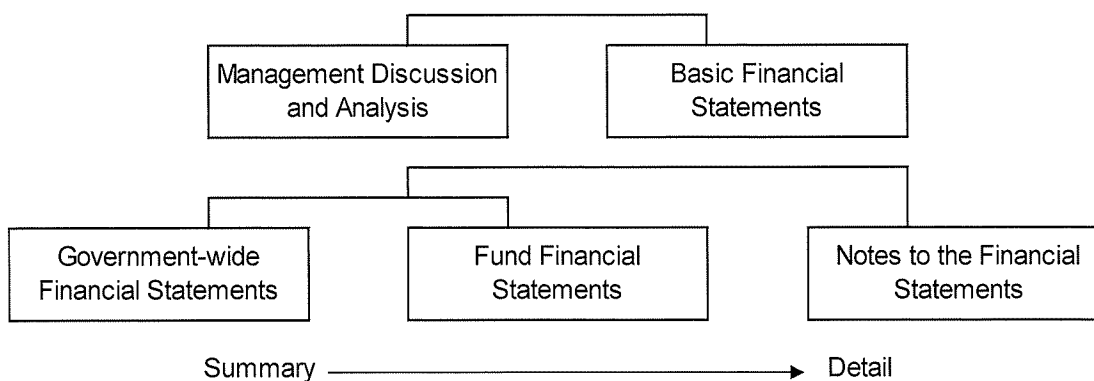 Management Discussion
and Analysis
Basic Financial
Statements
Government-wide
Financial Statements
Fund Financial
Statements
Notes to the Financial
Statements
Summary
Detail